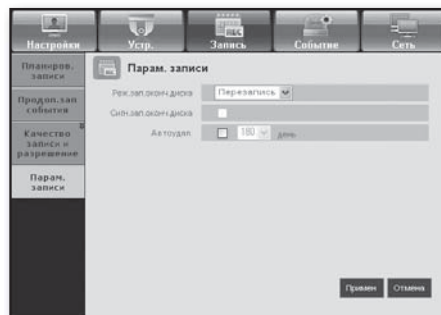 Настройки Устр. Запись Событие Сеть
REC
Планиров.
записи
Парам. записи
Реж.зап.оконч.диска Перезапись
Продол.зап
события
Сигн.зап.оконч.диска
Качество
записи и
разрешение
Автоудал. 180 день
Парам.
записи
Примен Отмена